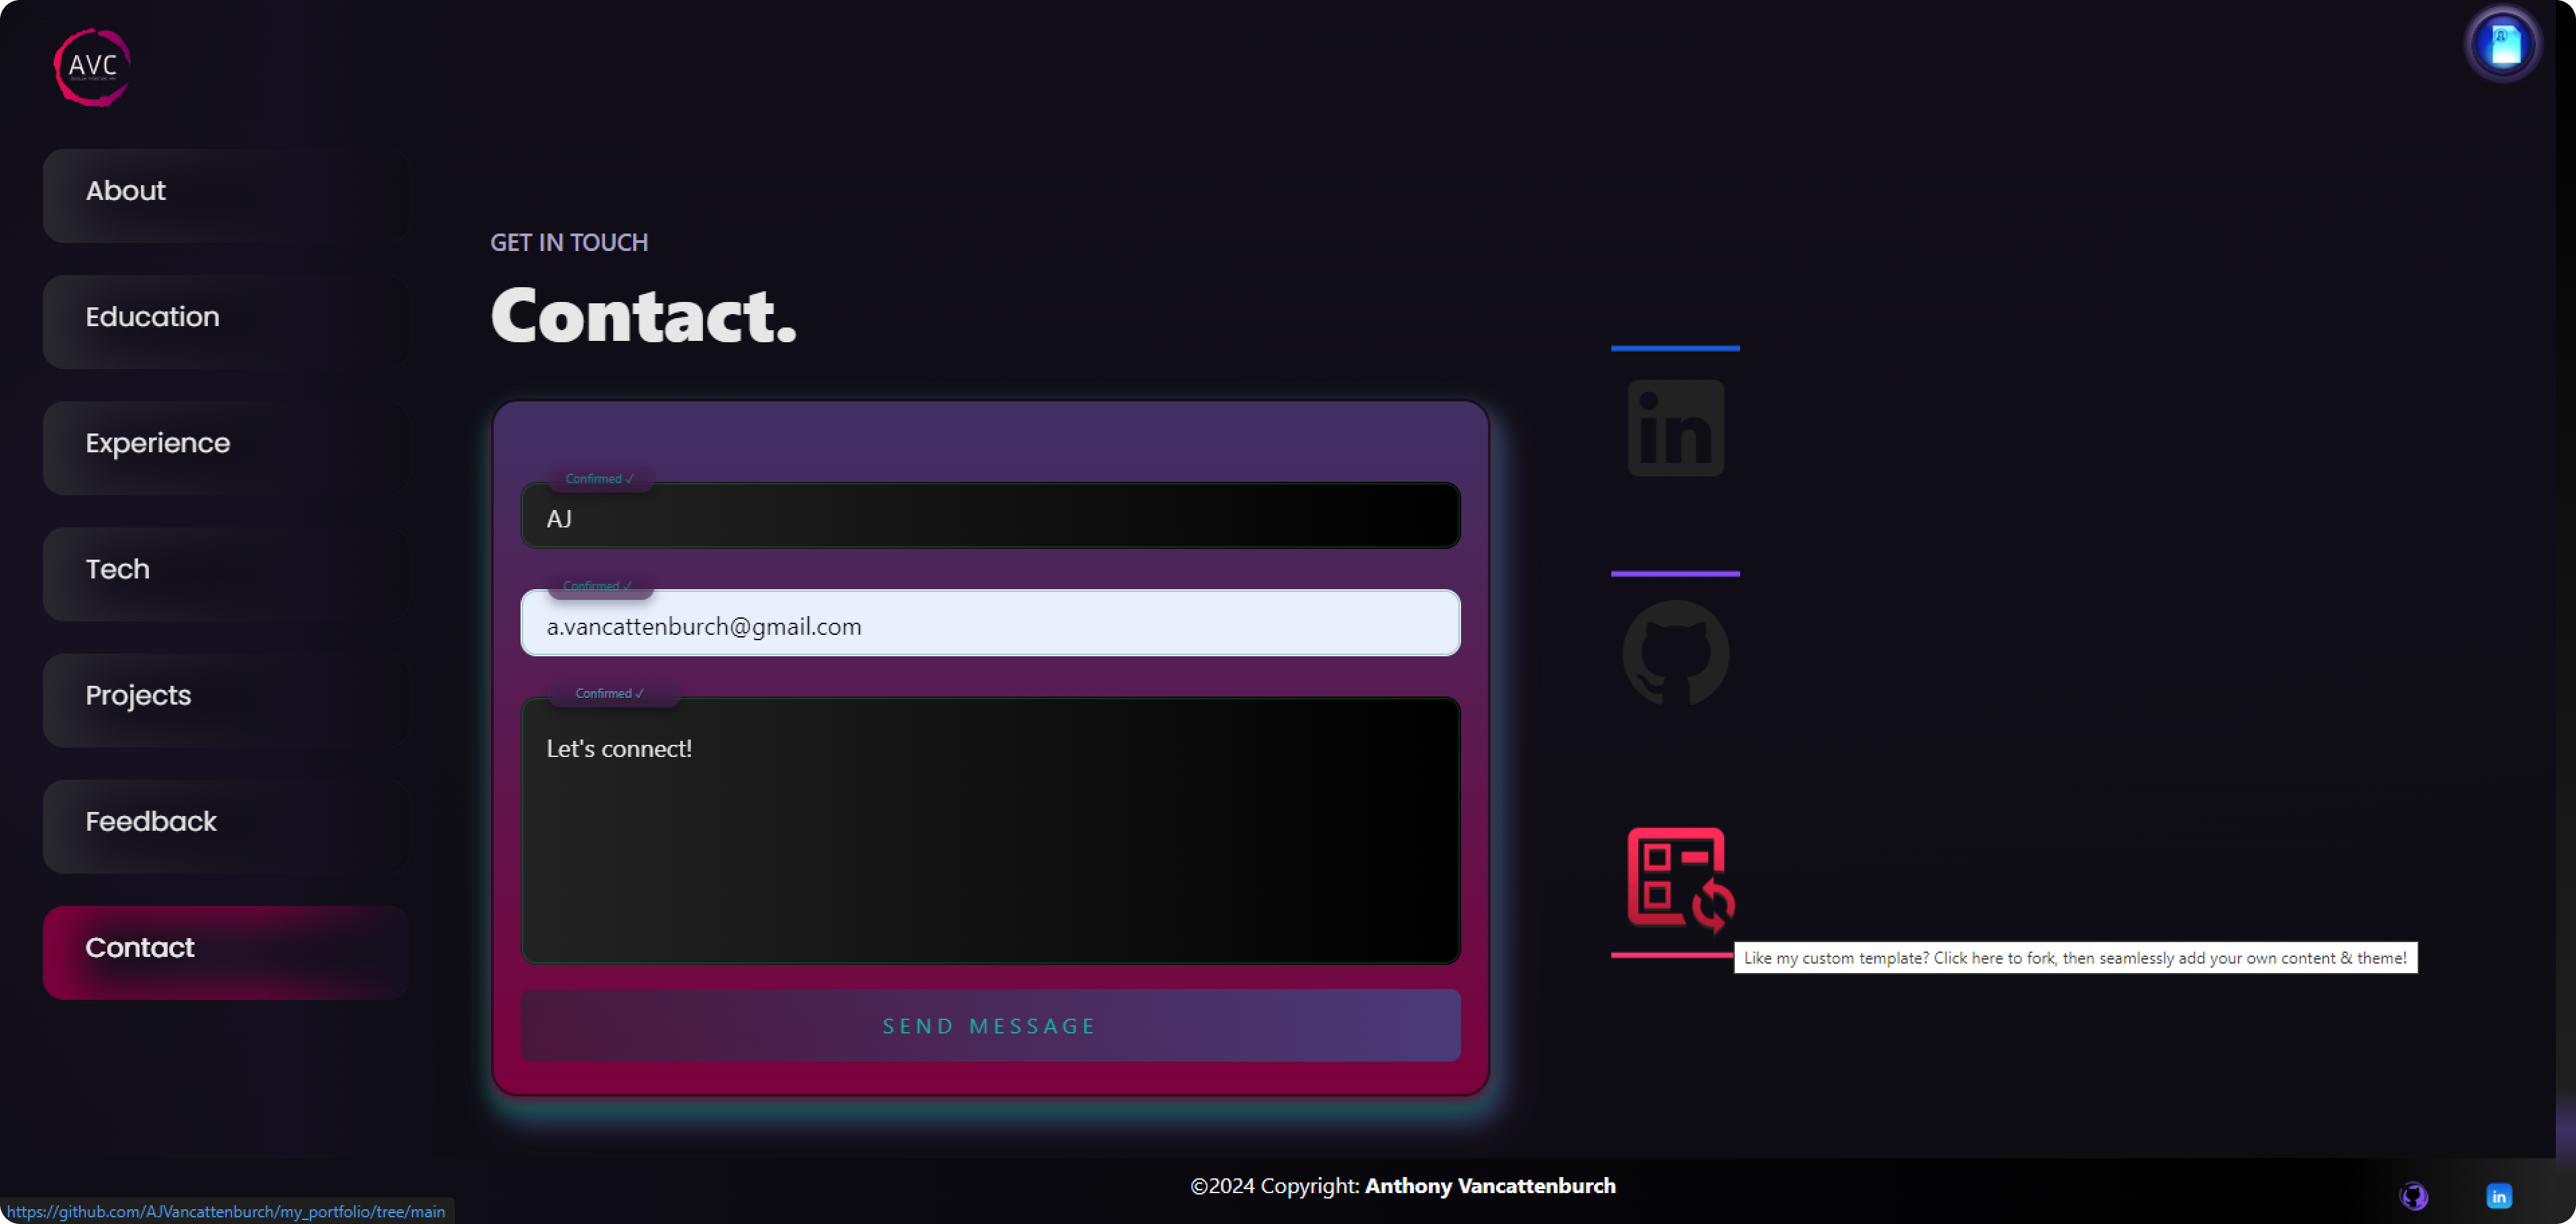 AVC
About
Education
Experience
Tech
Projects
Feedback
Contact
GET IN TOUCH
Contact.
Confirmed ✓
AJ
Confirmed ✓
a.vancattenburch@gmail.com
Confirmed ✓
Let's connect!
SEND MESSAGE
in
Like my custom template? Click here to fork, then seamlessly add your own content & theme!
©2024 Copyright: Anthony Vancattenburch
in
https://github.com/AJVancattenburch/my_portfolio/tree/main